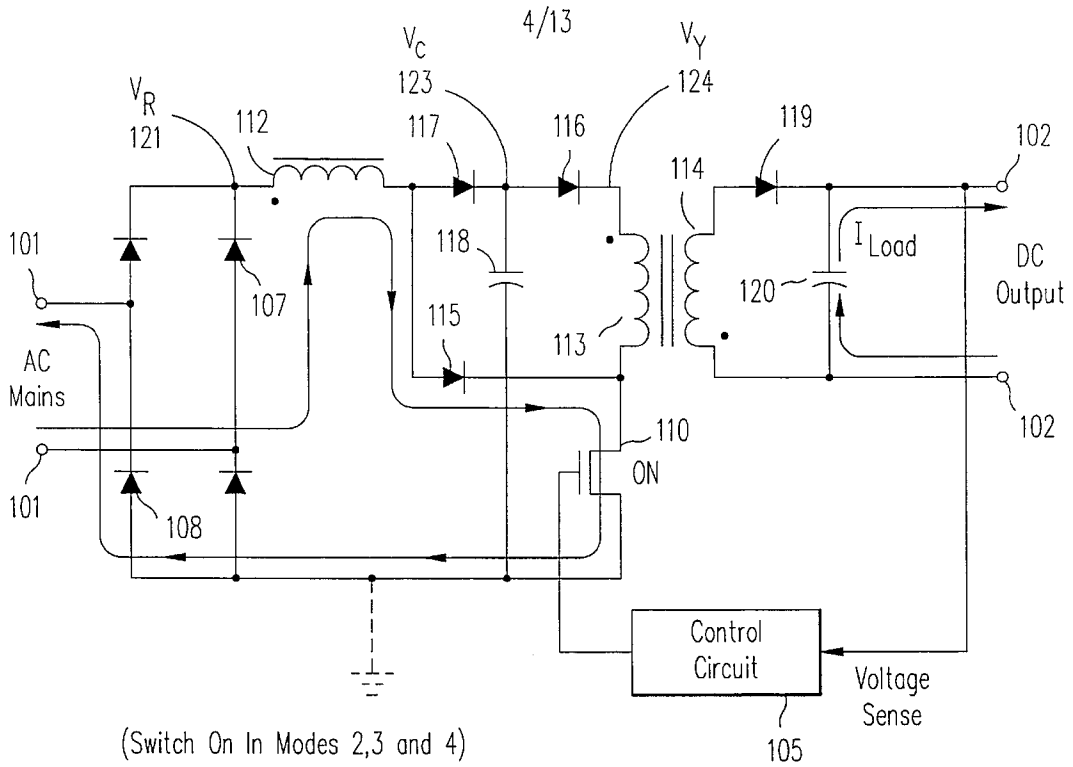 4/13
V_C
123
V_Y
124
V_R
121
112
117
116
119
102
114
101
107
118
I_Load
DC
Output
120
115
113
AC
Mains
110
ON
102
101
108
Control
Circuit
Voltage
Sense
105
(Switch On In Modes 2,3 and 4)